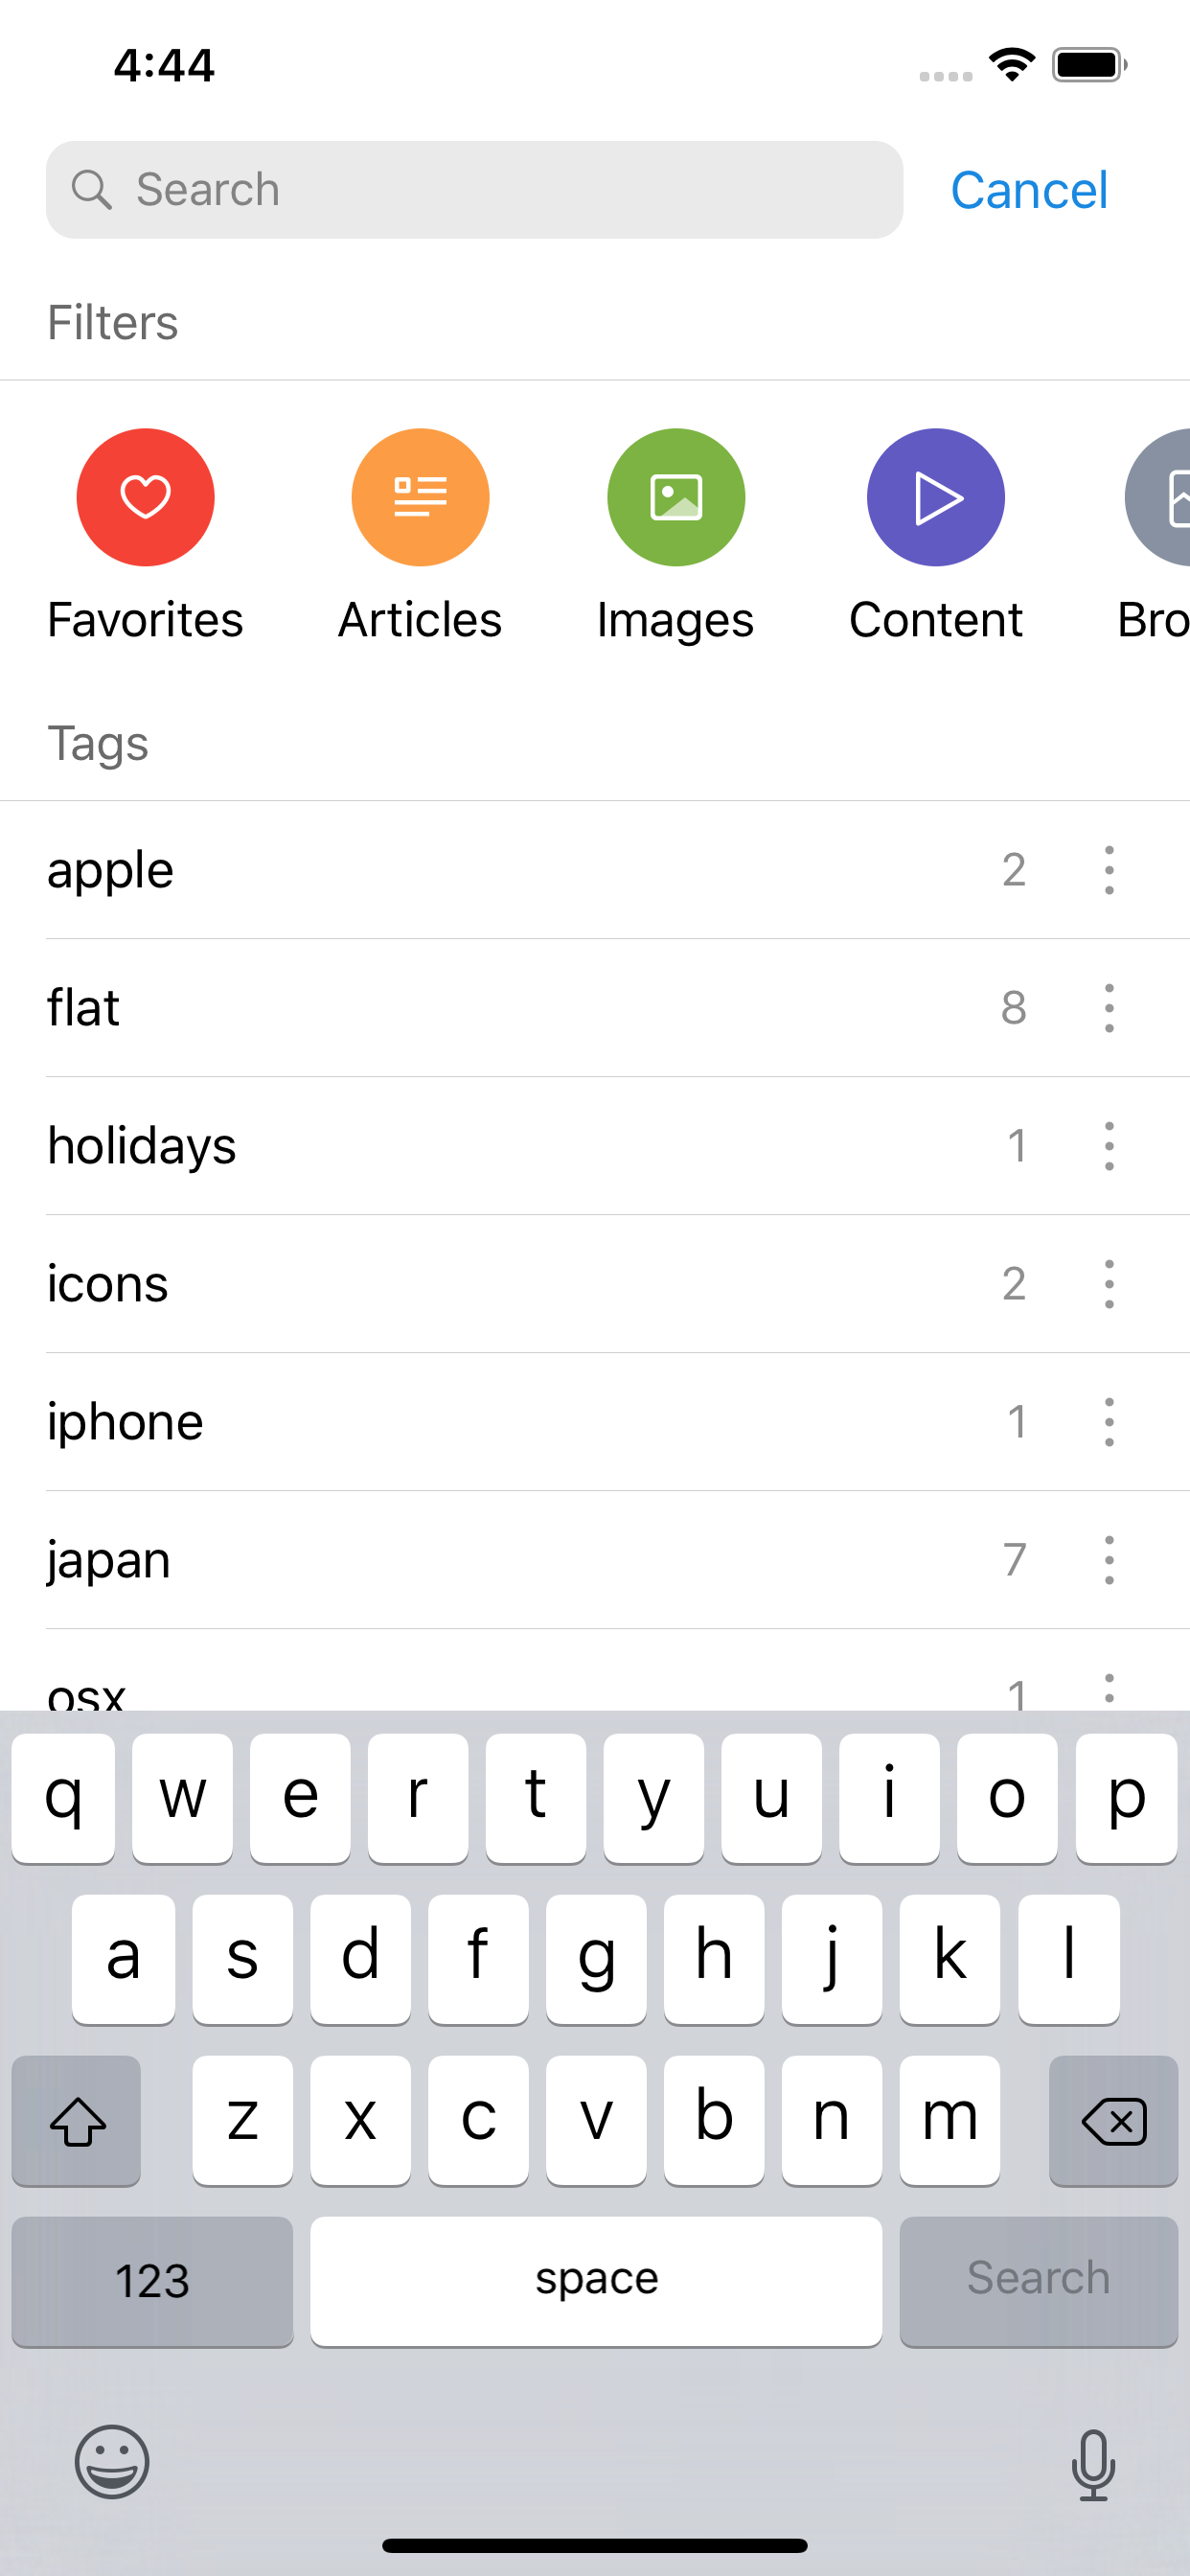 4:44
Search Cancel
Filters
Favorites Articles Images Content Bro
Tags
apple 2
flat 8
holidays 1
icons 2
iphone 1
japan 7
osx 1
q w e r t y u i o p
a s d f g h j k l
z x c v b n m
123 space Search